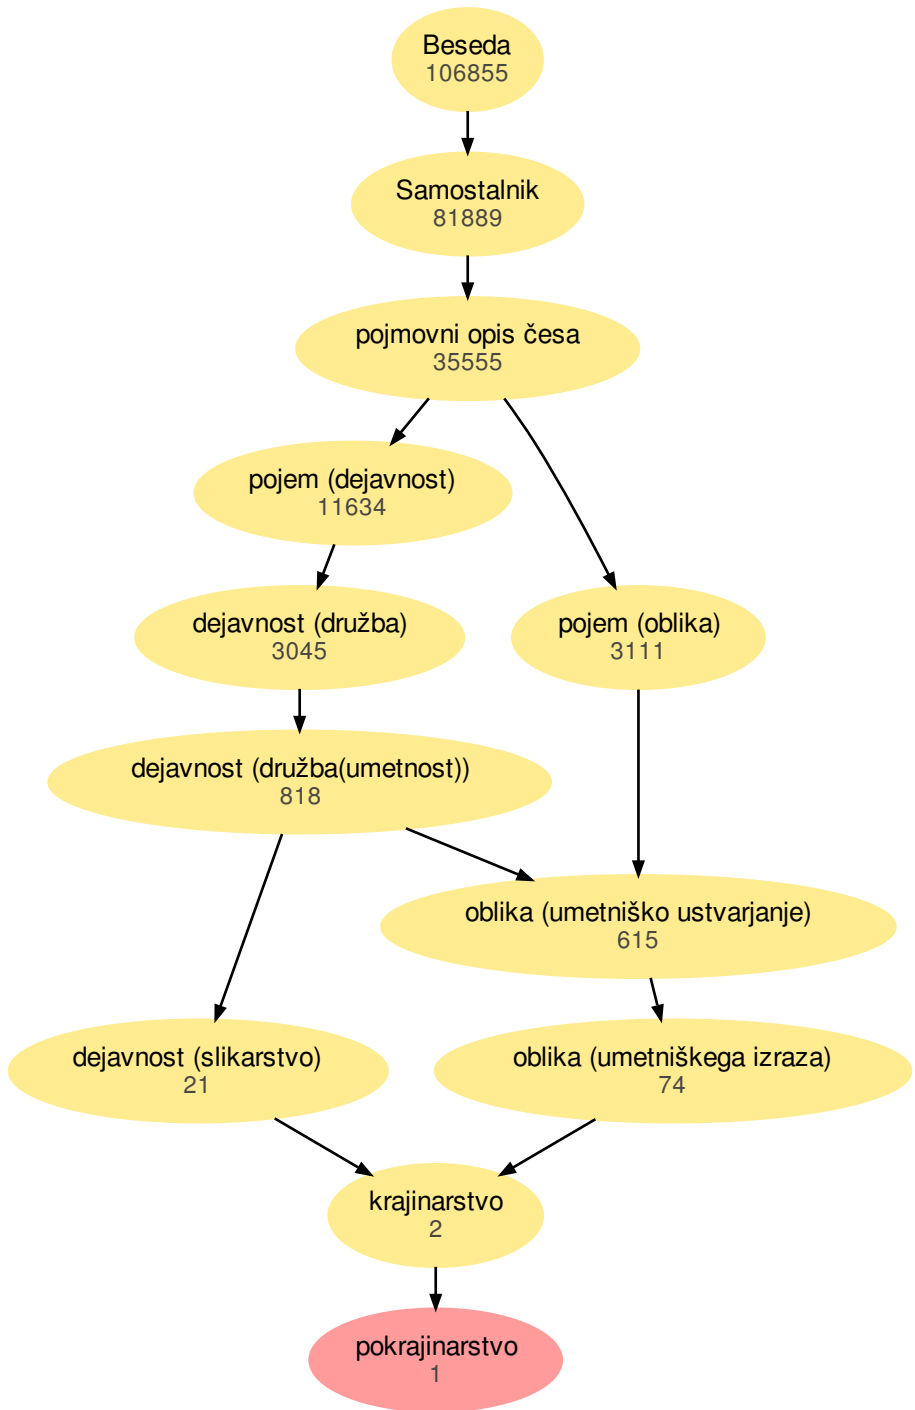 Beseda
106855
Samostalnik
81889
pojmovni opis česa
35555
pojem (dejavnost)
11634
dejavnost (družba)
3045
pojem (oblika)
3111
dejavnost (družba(umetnost))
818
oblika (umetniško ustvarjanje)
615
dejavnost (slikarstvo)
21
oblika (umetniškega izraza)
74
krajinarstvo
2
pokrajinarstvo
1